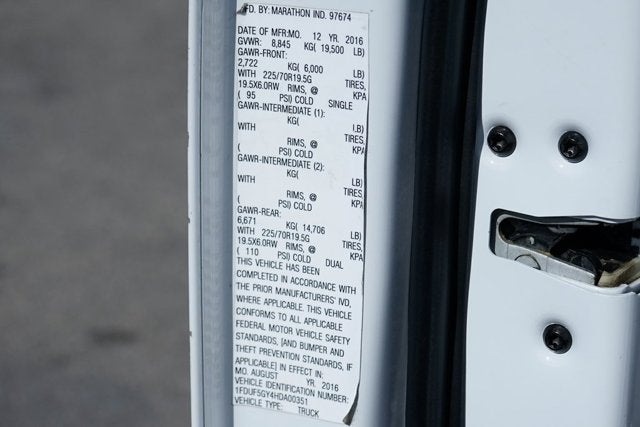 FD. BY: MARATHON IND. 97674
DATE OF MFR:MO. 12 YR. 2016
GVWR: 8,845 KG( 19,500 LB)
GAWR-FRONT:
2,722 KG( 6,000 LB)
WITH 225/70R19.5G TIRES,
19.5X6.0RW RIMS, @ KPA
( 95 PSI) COLD SINGLE
GAWR-INTERMEDIATE (1):
KG( LB)
WITH TIRES,
RIMS, @ KPA
( PSI) COLD
GAWR-INTERMEDIATE (2):
KG( LB)
WITH TIRES
RIMS, @ KPA
( PSI) COLD
GAWR-REAR:
6,671 KG( 14,706 LB)
WITH 225/70R19.5G TIRES,
19.5X6.0RW RIMS, @ KPA
( 110 PSI) COLD DUAL
THIS VEHICLE HAS BEEN
COMPLETED IN ACCORDANCE WITH
THE PRIOR MANUFACTURERS' IVD,
WHERE APPLICABLE. THIS VEHICLE
CONFORMS TO ALL APPLICABLE
FEDERAL MOTOR VEHICLE SAFETY
STANDARDS, [AND BUMPER AND
THEFT PREVENTION STANDARDS, IF
APPLICABLE] IN EFFECT IN:
MO. AUGUST YR. 2016
VEHICLE IDENTIFICATION NUMBER:
1FDUF5GY4HDA00351
VEHICLE TYPE: TRUCK